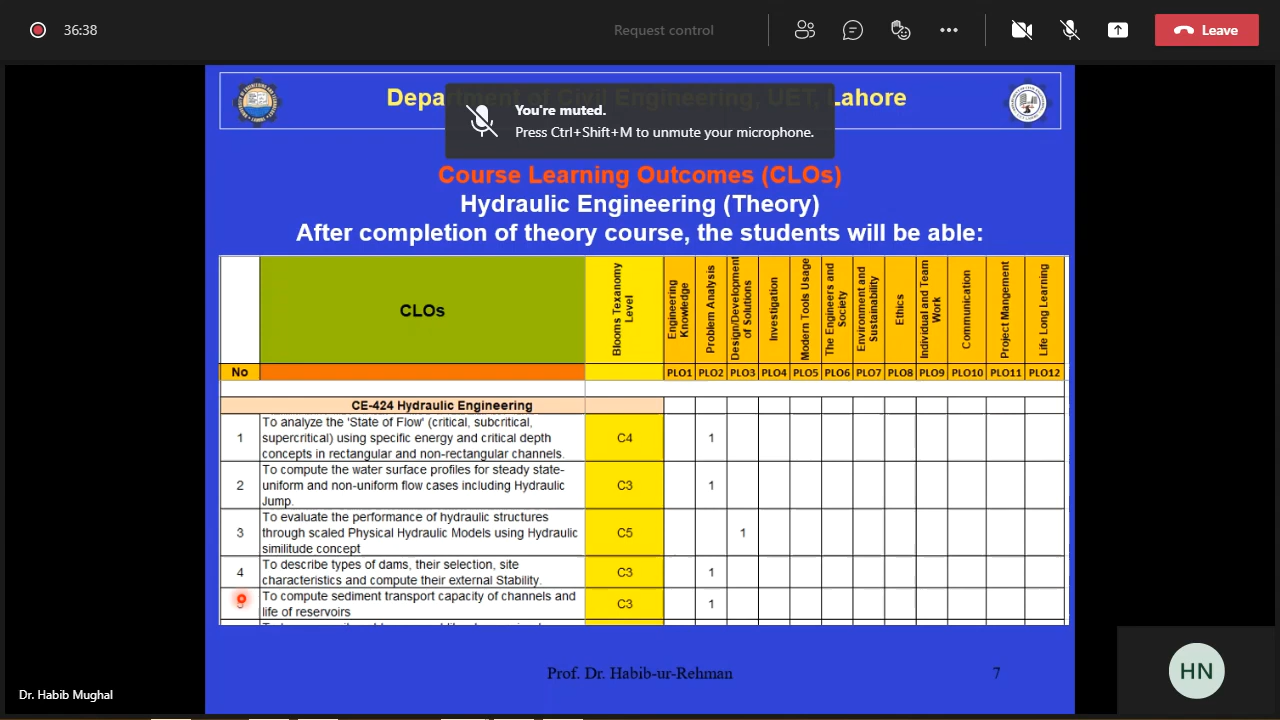 36:38
Request control
Leave
Department of Civil Engineering, UET, Lahore
You're muted.
Press Ctrl+Shift+M to unmute your microphone.
Course Learning Outcomes (CLOs)
Hydraulic Engineering (Theory)
After completion of theory course, the students will be able:
CLOs
Blooms Texanomy Level
Engineering Knowledge
Problem Analysis
Design/Development of Solutions
Investigation
Modern Tools Usage
The Engineers and Society
Environment and Sustainability
Ethics
Individual and Team Work
Communication
Project Mangement
Life Long Learning
No PLO1 PLO2 PLO3 PLO4 PLO5 PLO6 PLO7 PLO8 PLO9 PLO10 PLO11 PLO12
CE-424 Hydraulic Engineering
To analyze the 'State of Flow' (critical, subcritical,
1 supercritical) using specific energy and critical depth C4 1
concepts in rectangular and non-rectangular channels.
To compute the water surface profiles for steady state-
2 uniform and non-uniform flow cases including Hydraulic C3 1
Jump.
To evaluate the performance of hydraulic structures
3 through scaled Physical Hydraulic Models using Hydraulic C5 1
similitude concept
To describe types of dams, their selection, site
4 characteristics and compute their external Stability. C3 1
To compute sediment transport capacity of channels and
life of reservoirs C3 1
Prof. Dr. Habib-ur-Rehman 7
HN
Dr. Habib Mughal